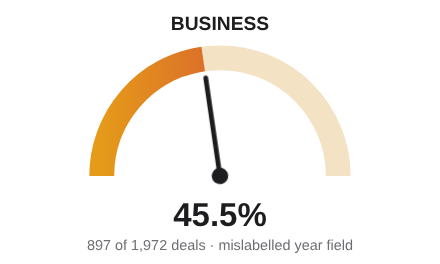 BUSINESS
45.5%
897 of 1,972 deals · mislabelled year field